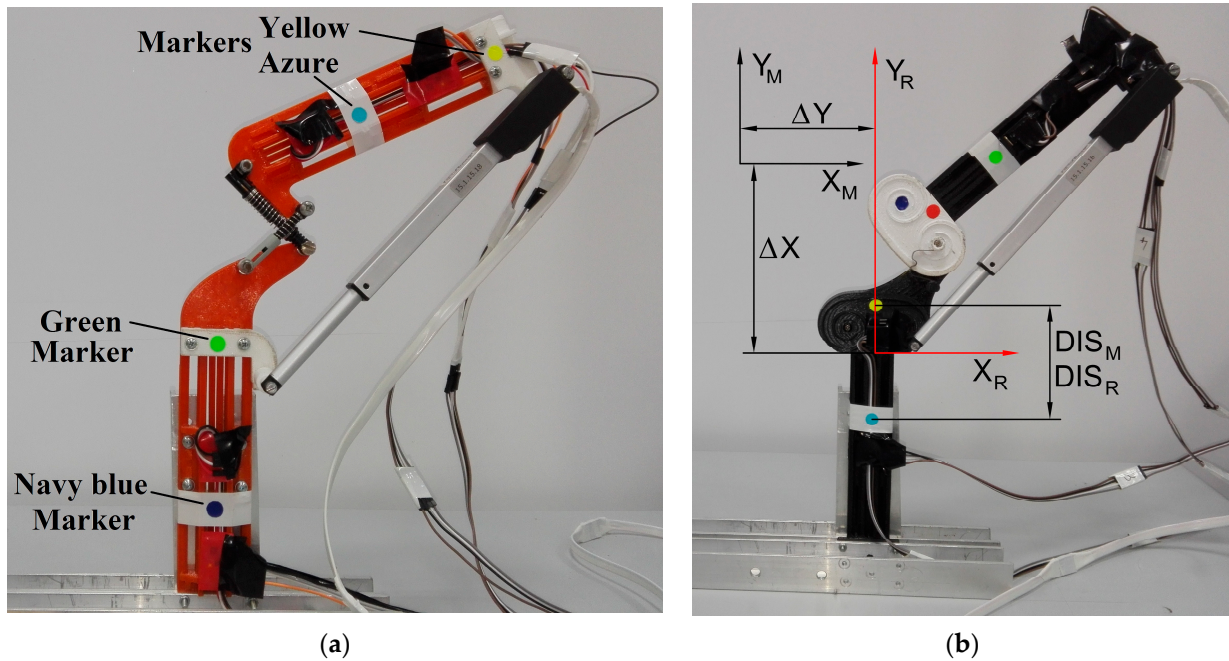 Markers Yellow
Azure
Green
Marker
Navy blue
Marker
(a)
Y_M
Y_R
ΔY
X_M
ΔX
DIS_M
DIS_R
X_R
(b)